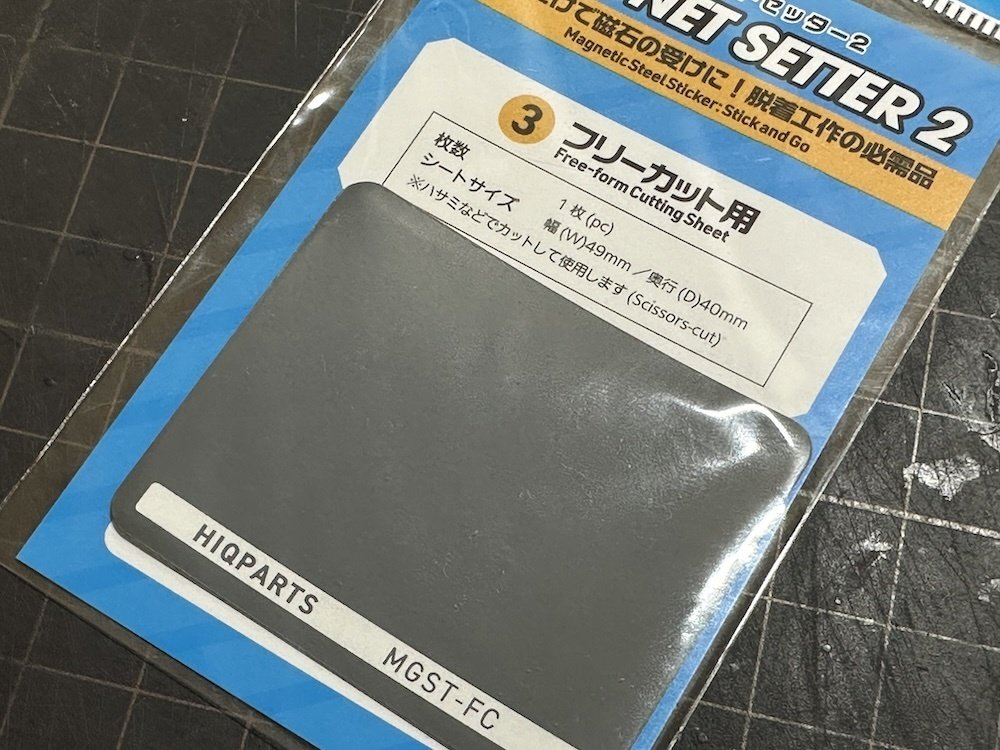 セッター2
NET SETTER 2
けで磁石の受けに！脱着工作の必需品
Magnetic Steel Sticker: Stick and Go
3 フリーカット用
Free-form Cutting Sheet
枚数 1枚(pc)
シートサイズ 幅(W)49mm／奥行(D)40mm
※ハサミなどでカットして使用します(Scissors-cut)
HIQPARTS MGST-FC